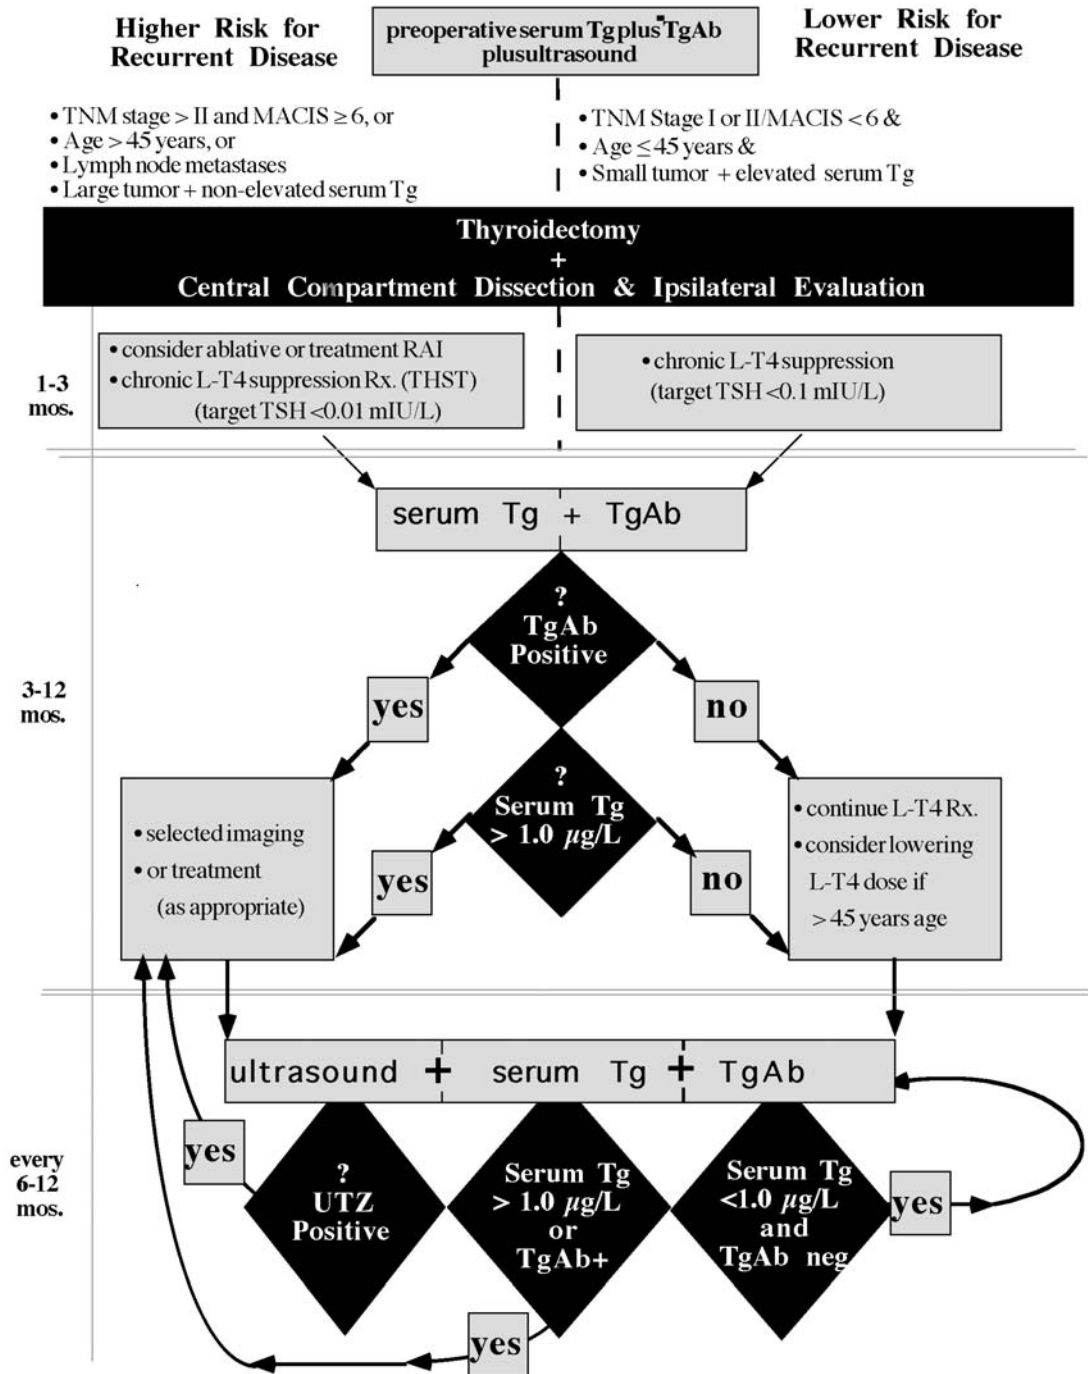 Higher Risk for
Recurrent Disease
preoperative serum Tg plus TgAb
plusultrasound
Lower Risk for
Recurrent Disease
• TNM stage > II and MACIS ≥ 6, or
• Age > 45 years, or
• Lymph node metastases
• Large tumor + non-elevated serum Tg
• TNM Stage I or II/MACIS < 6 &
• Age ≤ 45 years &
• Small tumor + elevated serum Tg
Thyroidectomy
+
Central Compartment Dissection & Ipsilateral Evaluation
1-3
mos.
• consider ablative or treatment RAI
• chronic L-T4 suppression Rx. (THST)
(target TSH <0.01 mIU/L)
• chronic L-T4 suppression
(target TSH <0.1 mIU/L)
serum Tg + TgAb
?
TgAb
Positive
3-12
mos.
yes
no
?
Serum Tg
> 1.0 µg/L
• selected imaging
• or treatment
(as appropriate)
yes
no
• continue L-T4 Rx.
• consider lowering
L-T4 dose if
> 45 years age
ultrasound + serum Tg + TgAb
every
6-12
mos.
yes
?
UTZ
Positive
Serum Tg
> 1.0 µg/L
or
TgAb+
Serum Tg
<1.0 µg/L
and
TgAb neg
yes
yes